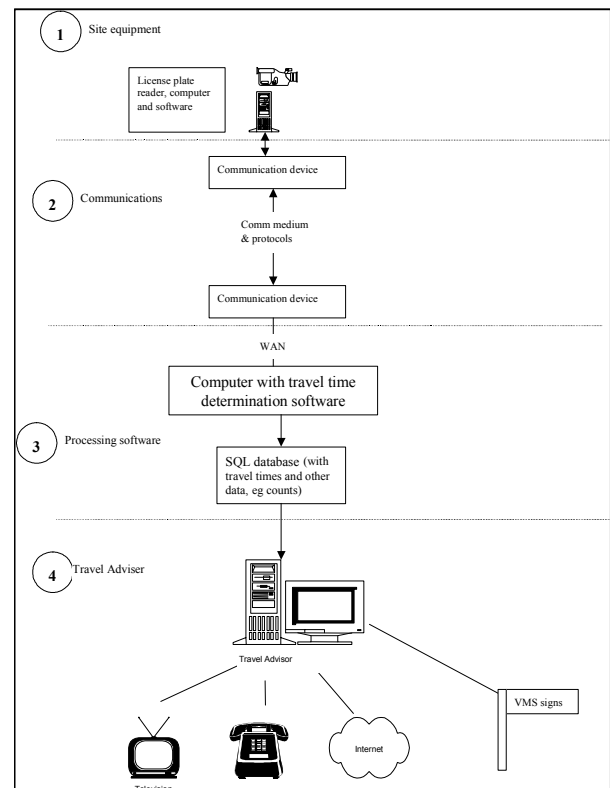 1
Site equipment
License plate
reader, computer
and software
Communication device
2
Communications
Comm medium
& protocols
Communication device
WAN
Computer with travel time
determination software
3
Processing software
SQL database (with
travel times and other
data, eg counts)
4
Travel Adviser
Travel Advisor
VMS signs
Internet
Television